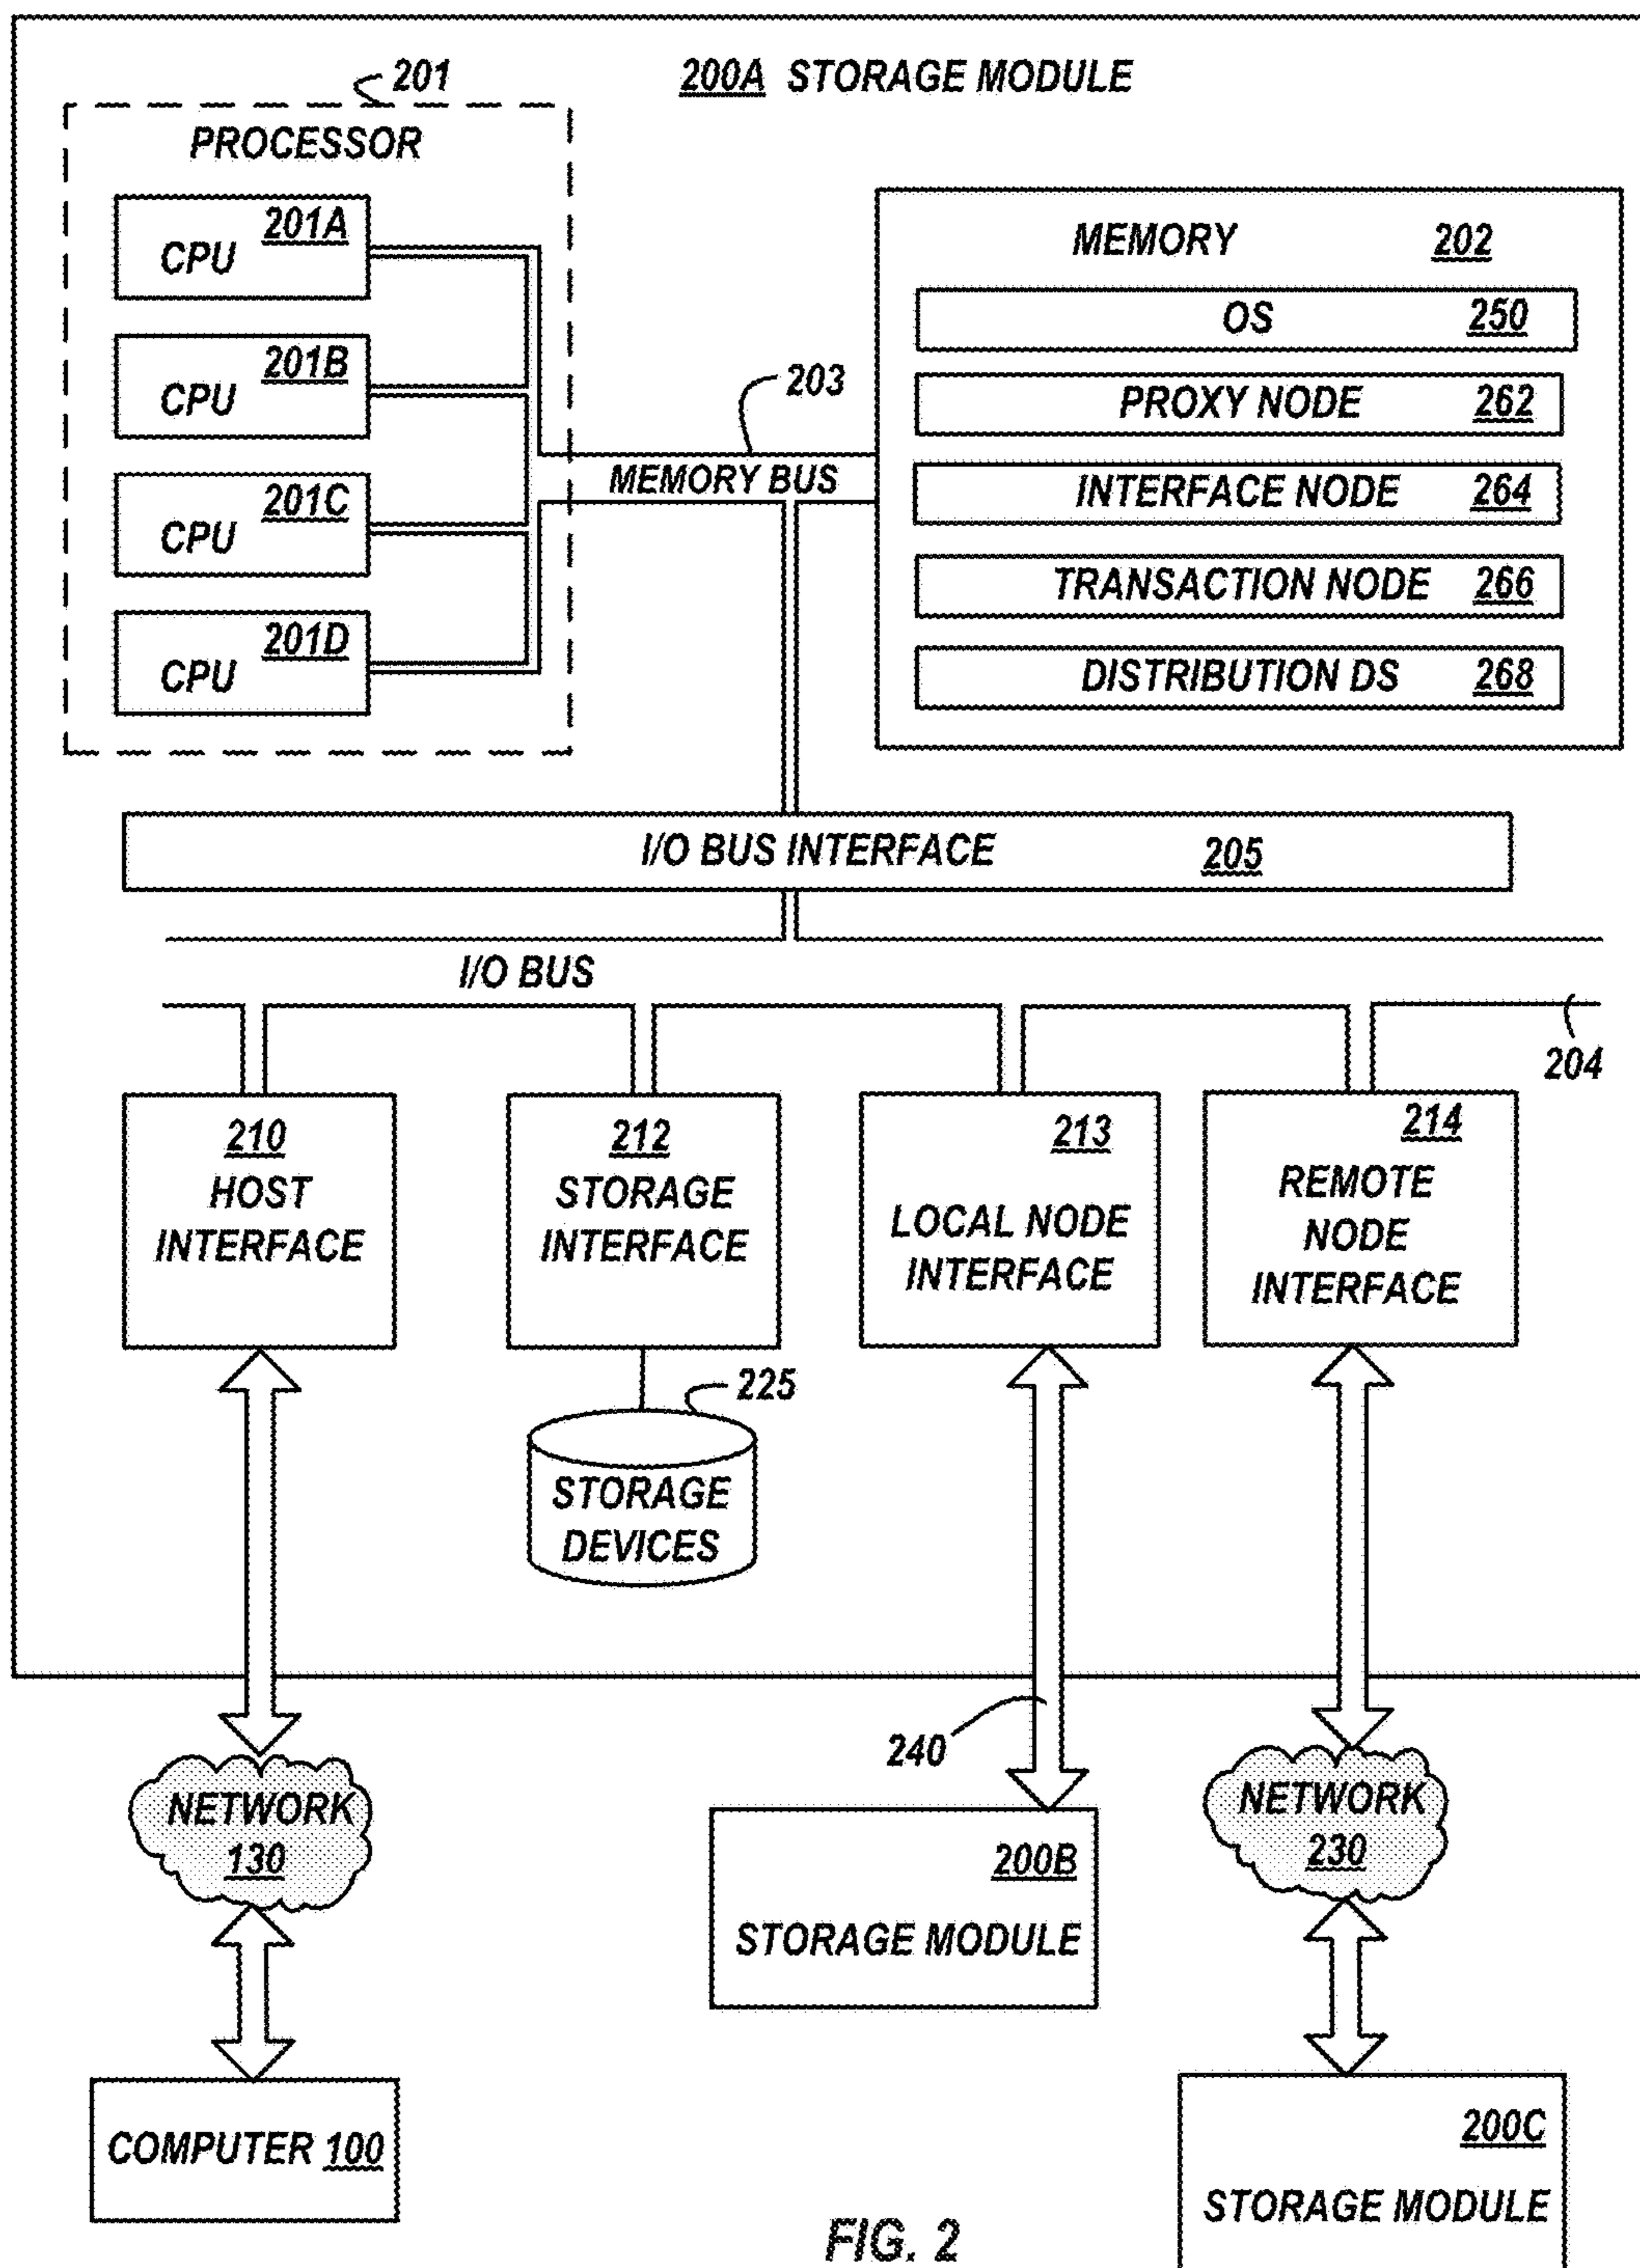 201
200A STORAGE MODULE
PROCESSOR
201A
CPU
201B
CPU
201C
CPU
201D
CPU
203
MEMORY BUS
MEMORY 202
OS 250
PROXY NODE 262
INTERFACE NODE 264
TRANSACTION NODE 266
DISTRIBUTION DS 268
I/O BUS INTERFACE 205
I/O BUS
204
210
HOST
INTERFACE
212
STORAGE
INTERFACE
213
LOCAL NODE
INTERFACE
214
REMOTE
NODE
INTERFACE
225
STORAGE
DEVICES
240
NETWORK
130
200B
STORAGE MODULE
NETWORK
230
COMPUTER 100
200C
STORAGE MODULE
FIG. 2